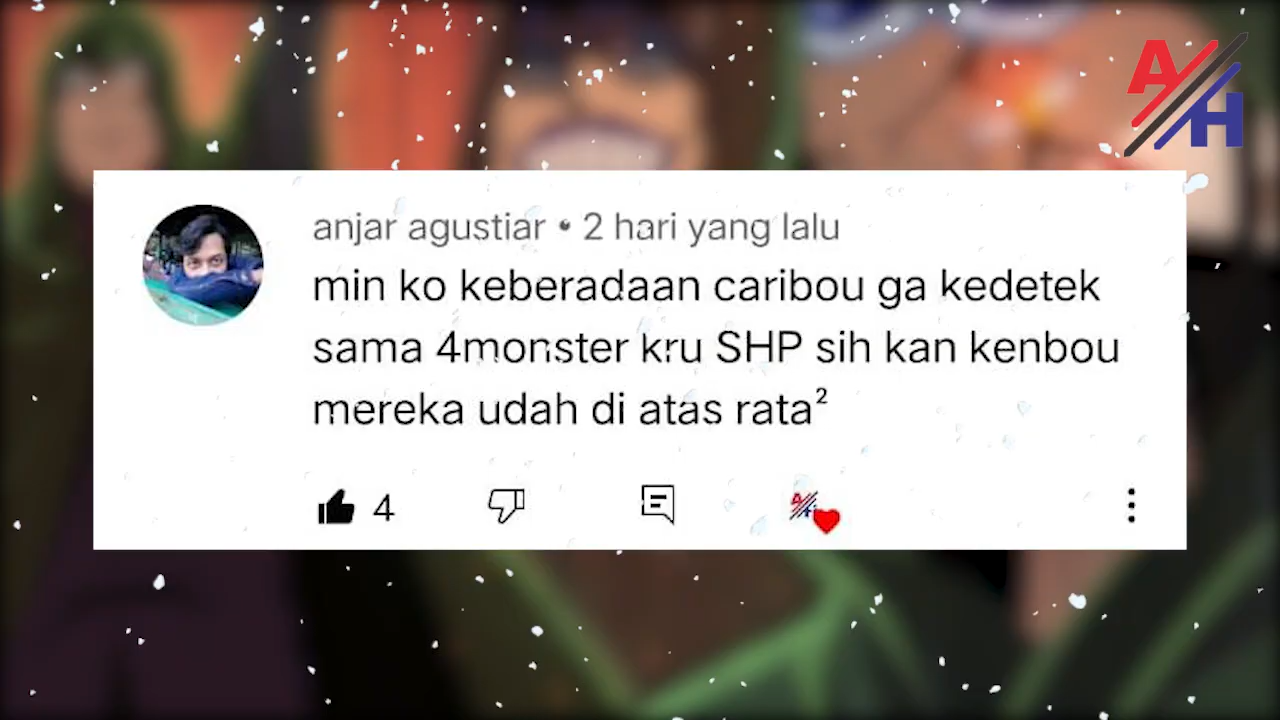 A/H
anjar agustiar • 2 hari yang lalu
min ko keberadaan caribou ga kedetek
sama 4monster kru SHP sih kan kenbou
mereka udah di atas rata²
4